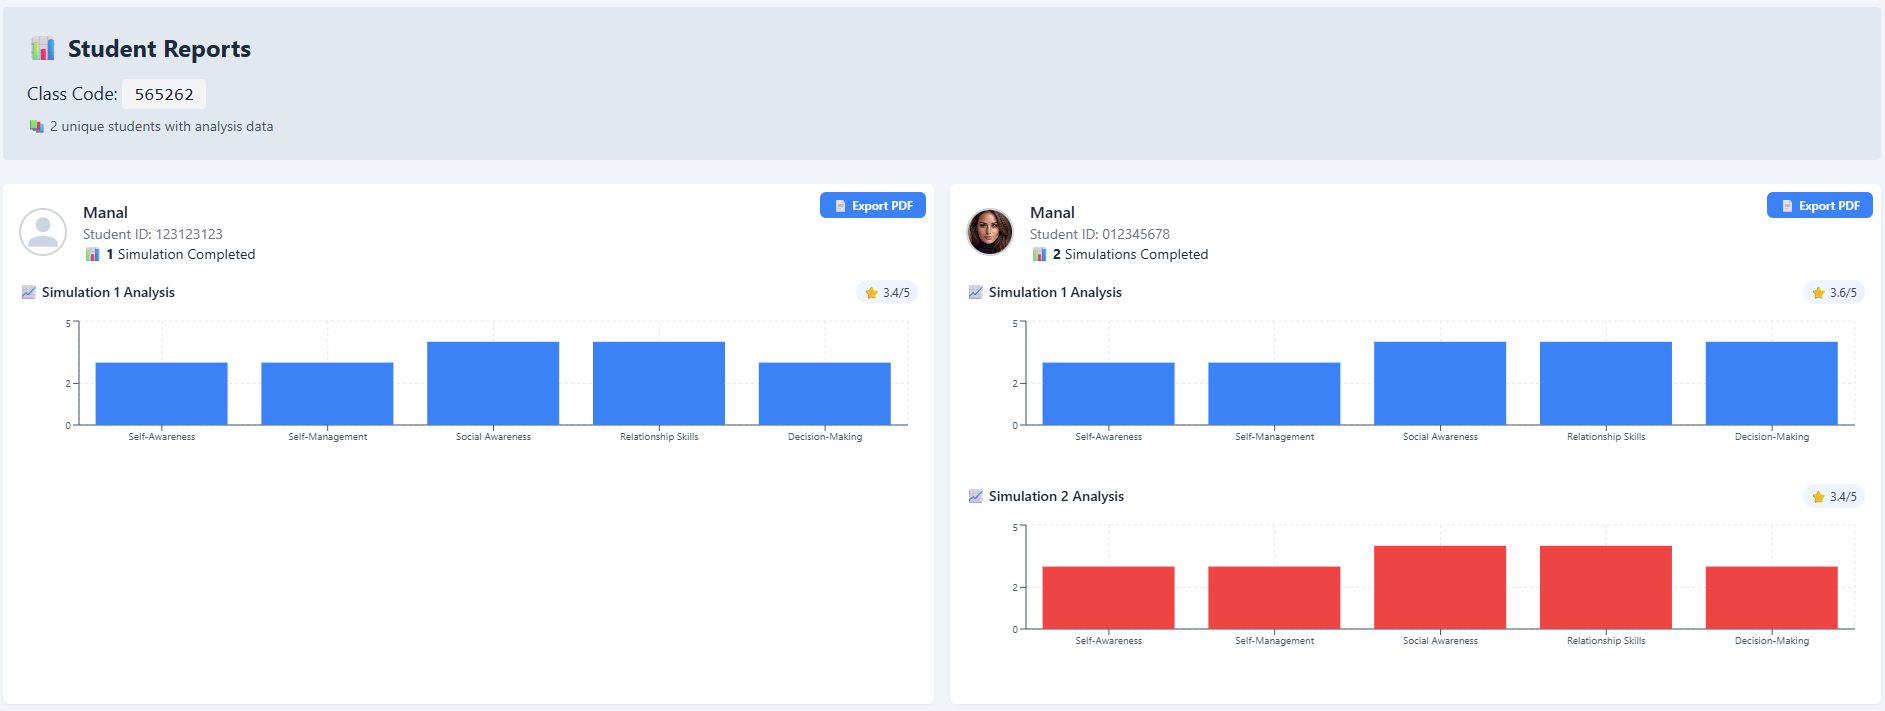 Student Reports
Class Code: 565262
2 unique students with analysis data
Manal
Export PDF
Student ID: 123123123
1 Simulation Completed
Simulation 1 Analysis
3.4/5
5
2
0
Self-Awareness Self-Management Social Awareness Relationship Skills Decision-Making
Manal
Export PDF
Student ID: 012345678
2 Simulations Completed
Simulation 1 Analysis
3.6/5
5
2
0
Self-Awareness Self-Management Social Awareness Relationship Skills Decision-Making
Simulation 2 Analysis
3.4/5
5
2
0
Self-Awareness Self-Management Social Awareness Relationship Skills Decision-Making